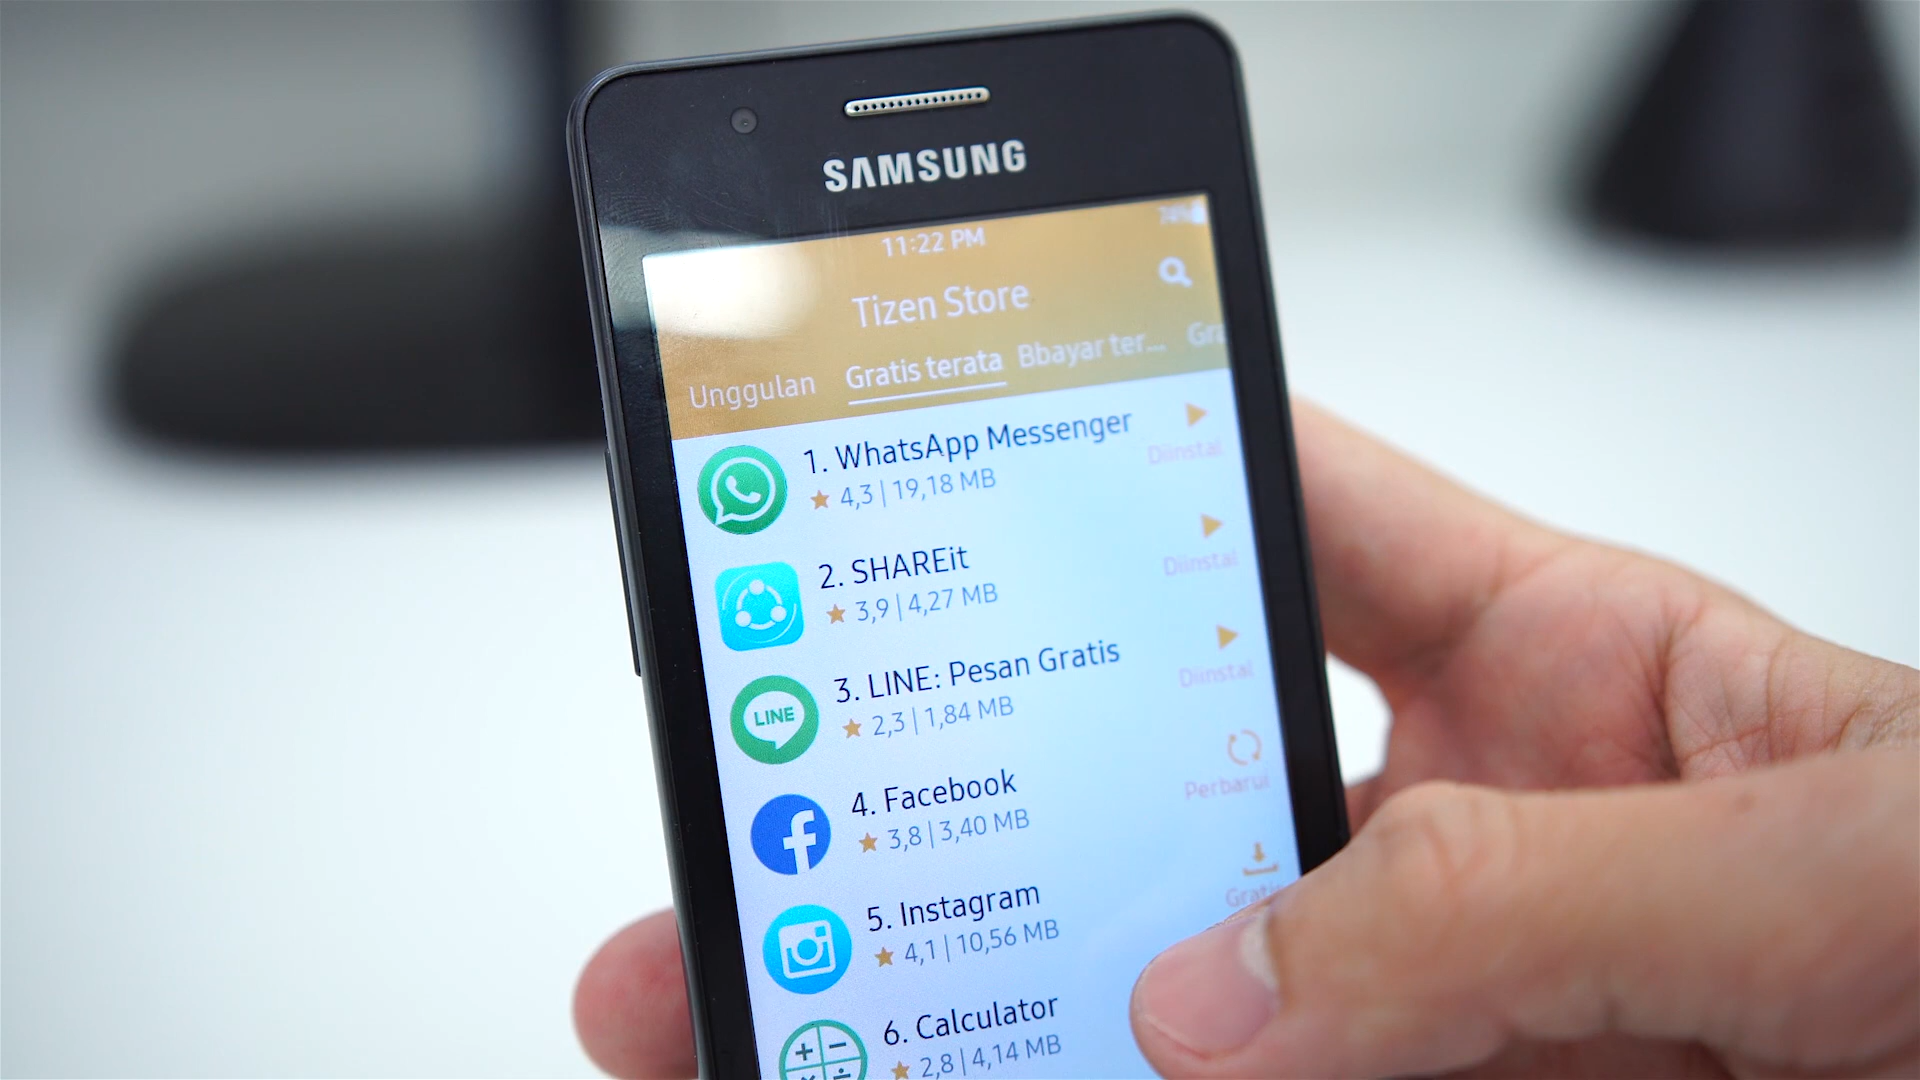 SAMSUNG
74%
11:22 PM
Tizen Store
Unggulan Gratis terata Bbayar ter... Gra
1. WhatsApp Messenger
4,3 | 19,18 MB
Diinstal
2. SHAREit
3,9 | 4,27 MB
Diinstal
LINE
3. LINE: Pesan Gratis
2,3 | 1,84 MB
Diinstal
4. Facebook
3,8 | 3,40 MB
Perbarui
5. Instagram
4,1 | 10,56 MB
Gratis
6. Calculator
2,8 | 4,14 MB